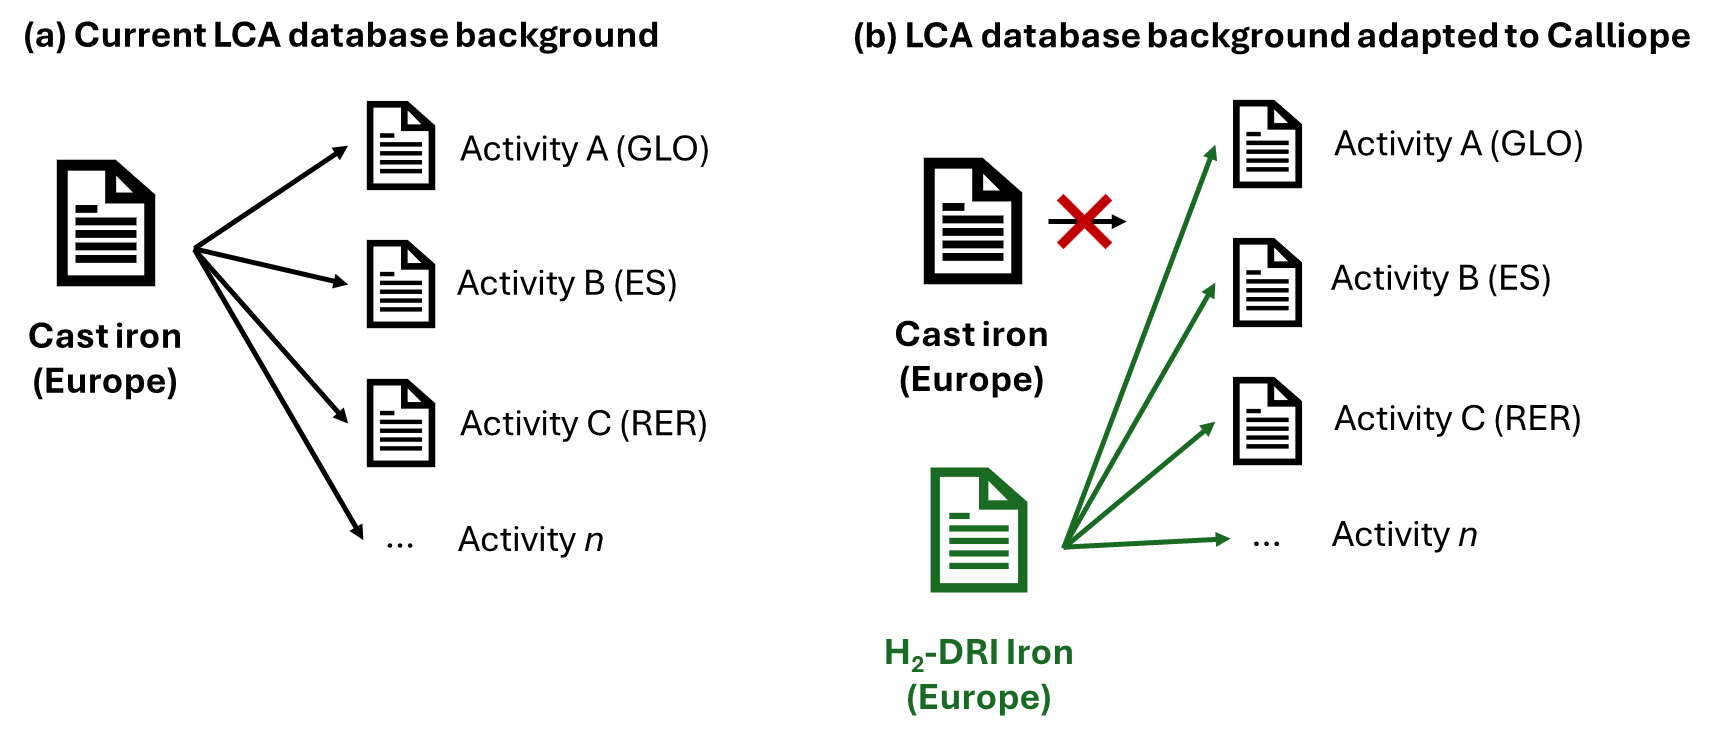 (a) Current LCA database background
Activity A (GLO)
Activity B (ES)
Cast iron
(Europe)
Activity C (RER)
... Activity n
(b) LCA database background adapted to Calliope
Activity A (GLO)
Activity B (ES)
Cast iron
(Europe)
Activity C (RER)
... Activity n
H₂-DRI Iron
(Europe)